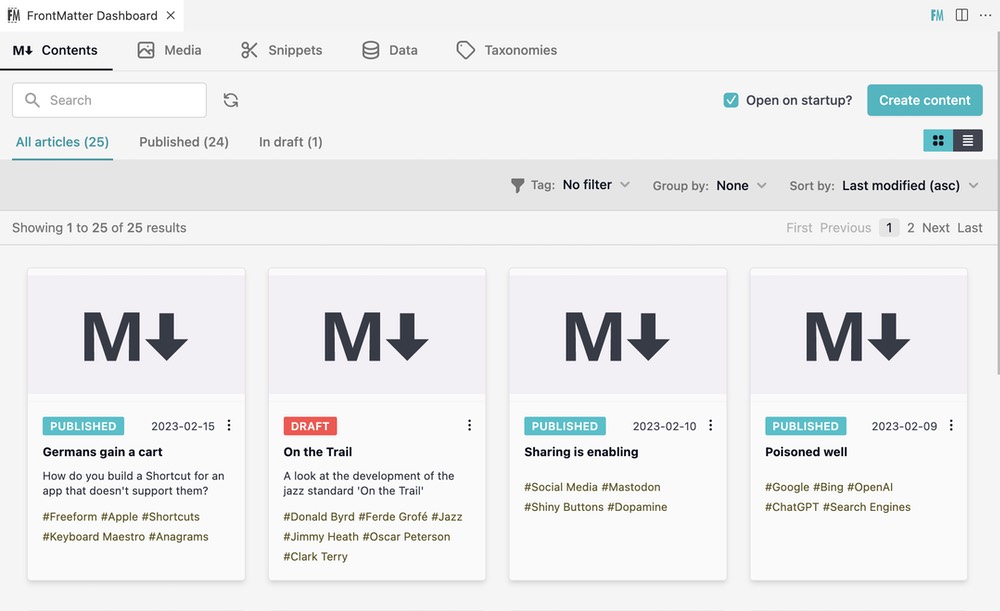 FM FrontMatter Dashboard FM
M↓ Contents Media Snippets Data Taxonomies
Search Open on startup? Create content
All articles (25) Published (24) In draft (1)
Tag: No filter Group by: None Sort by: Last modified (asc)
Showing 1 to 25 of 25 results First Previous 1 2 Next Last
M↓ M↓ M↓ M↓
PUBLISHED 2023-02-15
Germans gain a cart
How do you build a Shortcut for an
app that doesn't support them?
#Freeform #Apple #Shortcuts
#Keyboard Maestro #Anagrams
DRAFT
On the Trail
A look at the development of the
jazz standard 'On the Trail'
#Donald Byrd #Ferde Grofé #Jazz
#Jimmy Heath #Oscar Peterson
#Clark Terry
PUBLISHED 2023-02-10
Sharing is enabling
#Social Media #Mastodon
#Shiny Buttons #Dopamine
PUBLISHED 2023-02-09
Poisoned well
#Google #Bing #OpenAI
#ChatGPT #Search Engines